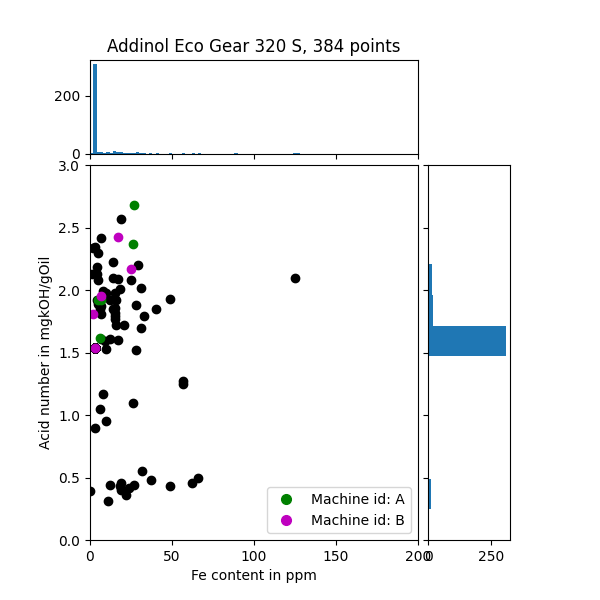 Addinol Eco Gear 320 S, 384 points
200
0
3.0
2.5
2.0
1.5
1.0
0.5
0.0
Acid number in mgkOH/gOil
Machine id: A
Machine id: B
0 50 100 150 200 0 250
Fe content in ppm